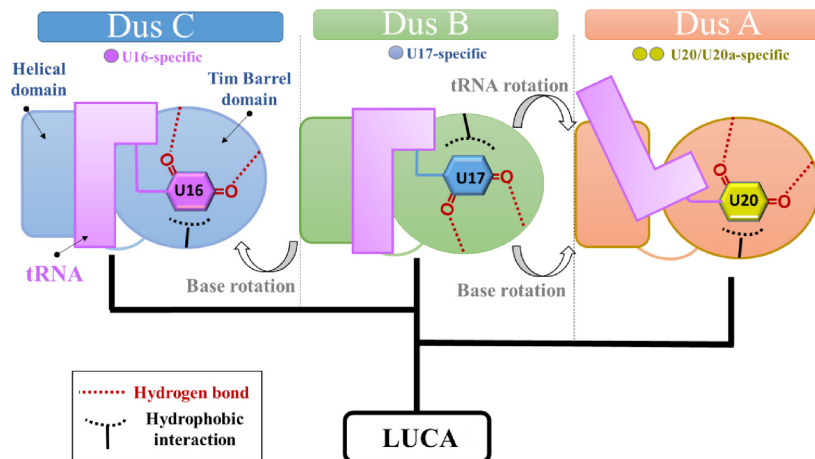 Dus C
Dus B
Dus A
U16-specific
U17-specific
U20/U20a-specific
Helical
domain
Tim Barrel
domain
tRNA rotation
O
O
U16
U17
O
O
U20
O
O
tRNA
Base rotation
Base rotation
Hydrogen bond
Hydrophobic
interaction
LUCA